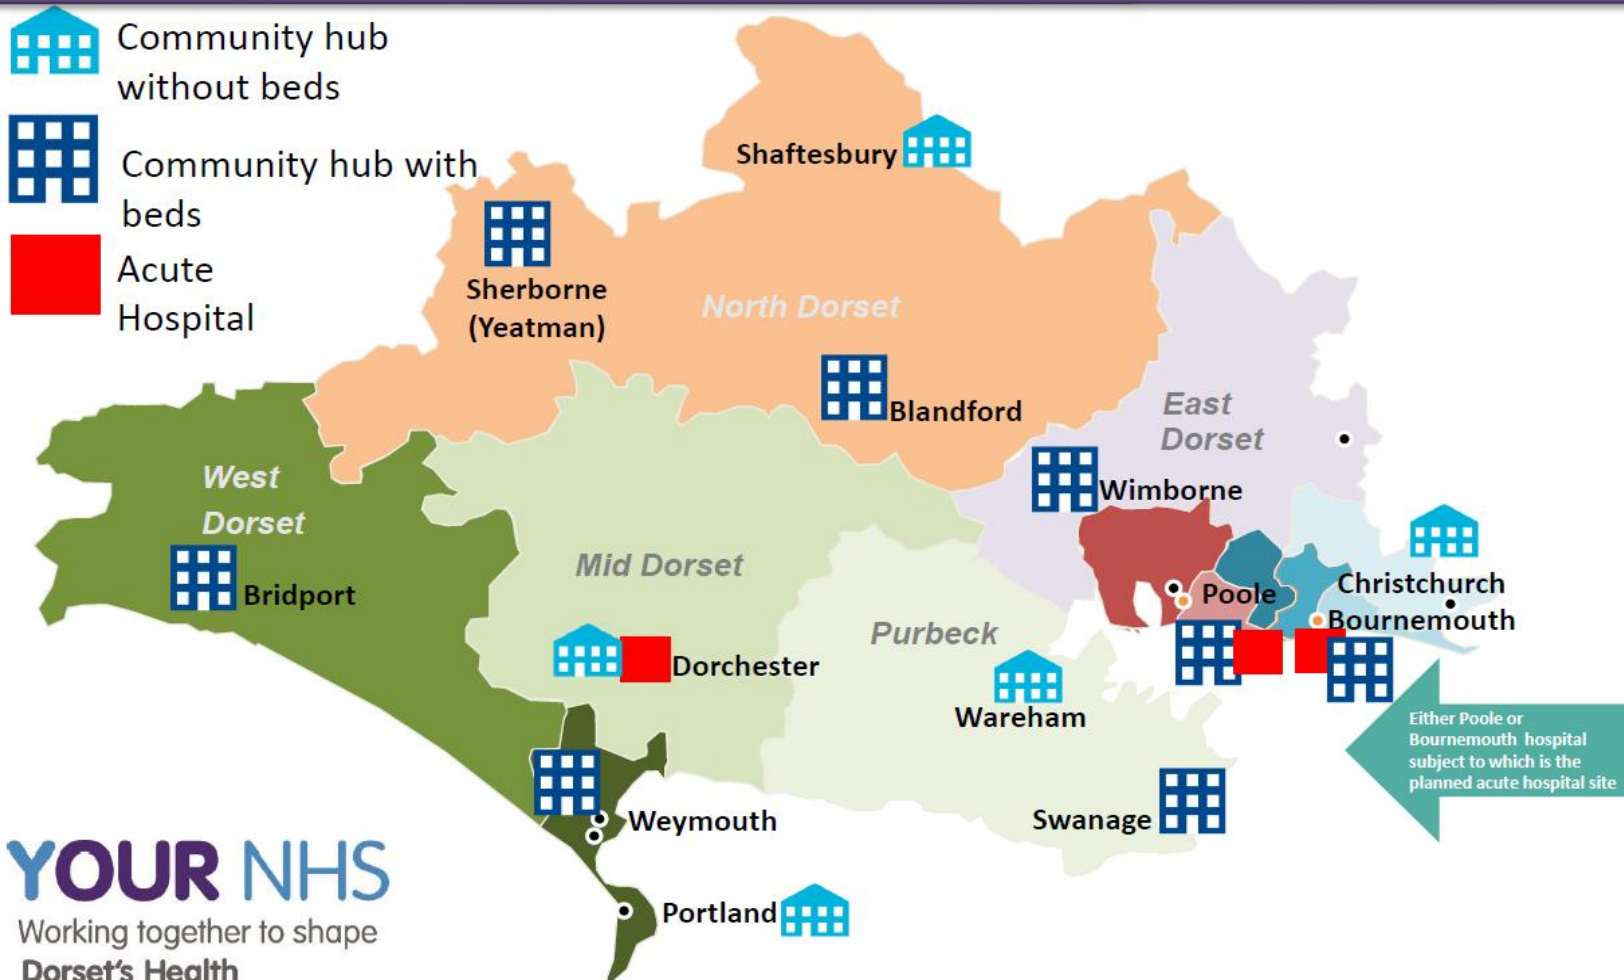 Community hub
without beds
Community hub with
beds
Acute
Hospital
Shaftesbury
Sherborne
(Yeatman)
North Dorset
Blandford
East
Dorset
West
Dorset
Wimborne
Mid Dorset
Bridport
Poole
Christchurch
Bournemouth
Purbeck
Dorchester
Wareham
Either Poole or
Bournemouth hospital
subject to which is the
planned acute hospital site
Swanage
Weymouth
Portland
YOUR NHS
Working together to shape
Dorset's Health